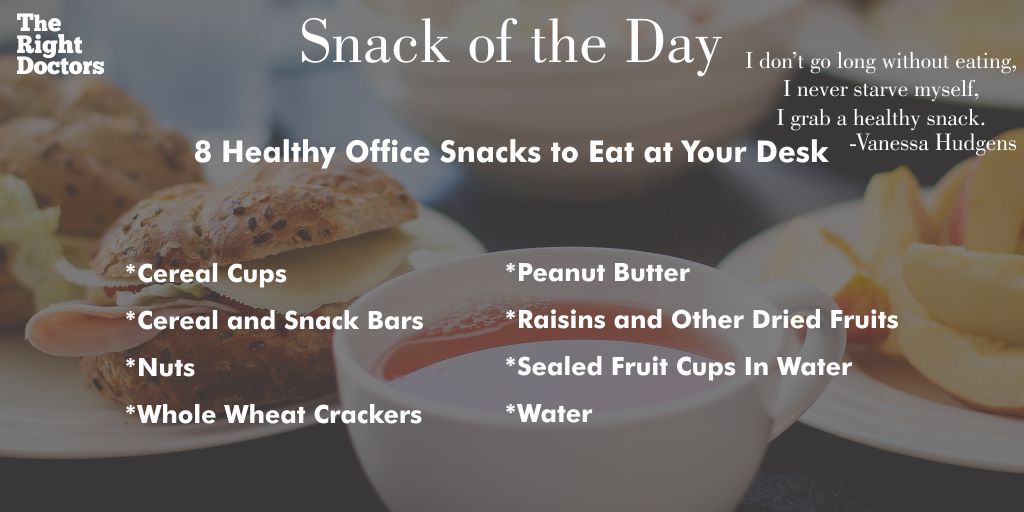 The
Right
Doctors
Snack of the Day
I don't go long without eating,
I never starve myself,
I grab a healthy snack.
-Vanessa Hudgens
8 Healthy Office Snacks to Eat at Your Desk
*Cereal Cups
*Cereal and Snack Bars
*Nuts
*Whole Wheat Crackers
*Peanut Butter
*Raisins and Other Dried Fruits
*Sealed Fruit Cups In Water
*Water